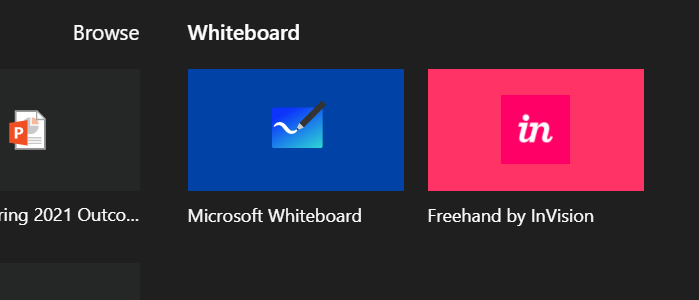 Browse
Whiteboard
P
in
ring 2021 Outco...
Microsoft Whiteboard
Freehand by InVision